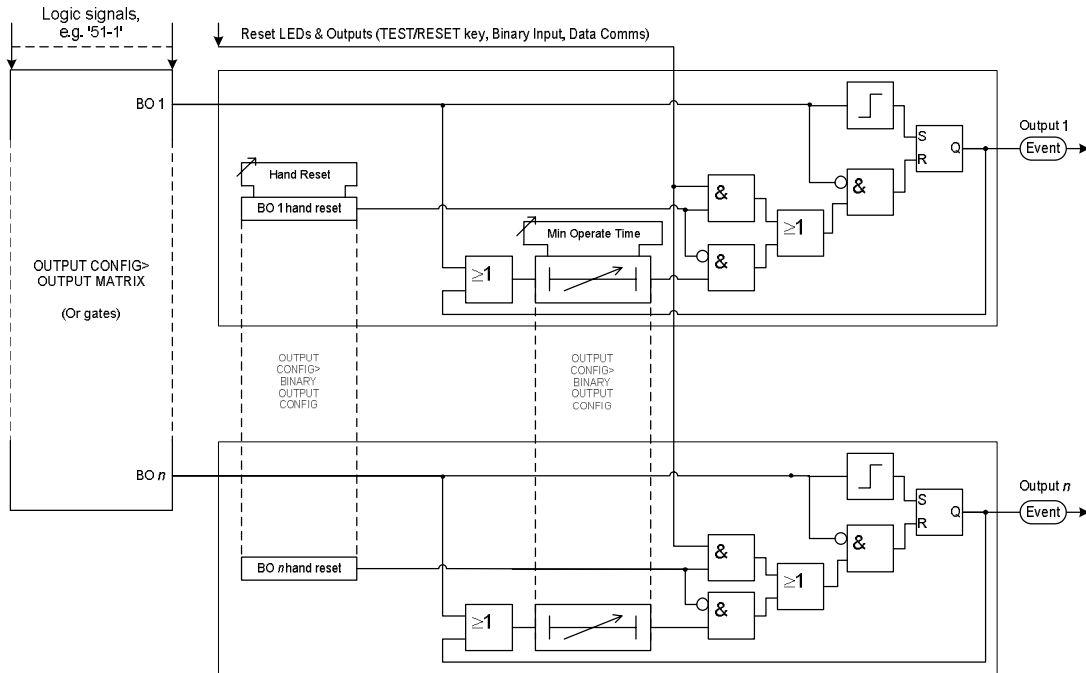 Logic signals,
e.g. '51-1'
Reset LEDs & Outputs (TEST/RESET key, Binary Input, Data Comms)
BO 1
Output 1
S
R
Q
Event
Hand Reset
BO 1 hand reset
&
&
≥1
&
Min Operate Time
≥1
OUTPUT CONFIG>
OUTPUT MATRIX
(Or gates)
OUTPUT
CONFIG>
BINARY
OUTPUT
CONFIG
OUTPUT
CONFIG>
BINARY
OUTPUT
CONFIG
BO n
Output n
S
R
Q
Event
BO n hand reset
&
&
≥1
&
≥1